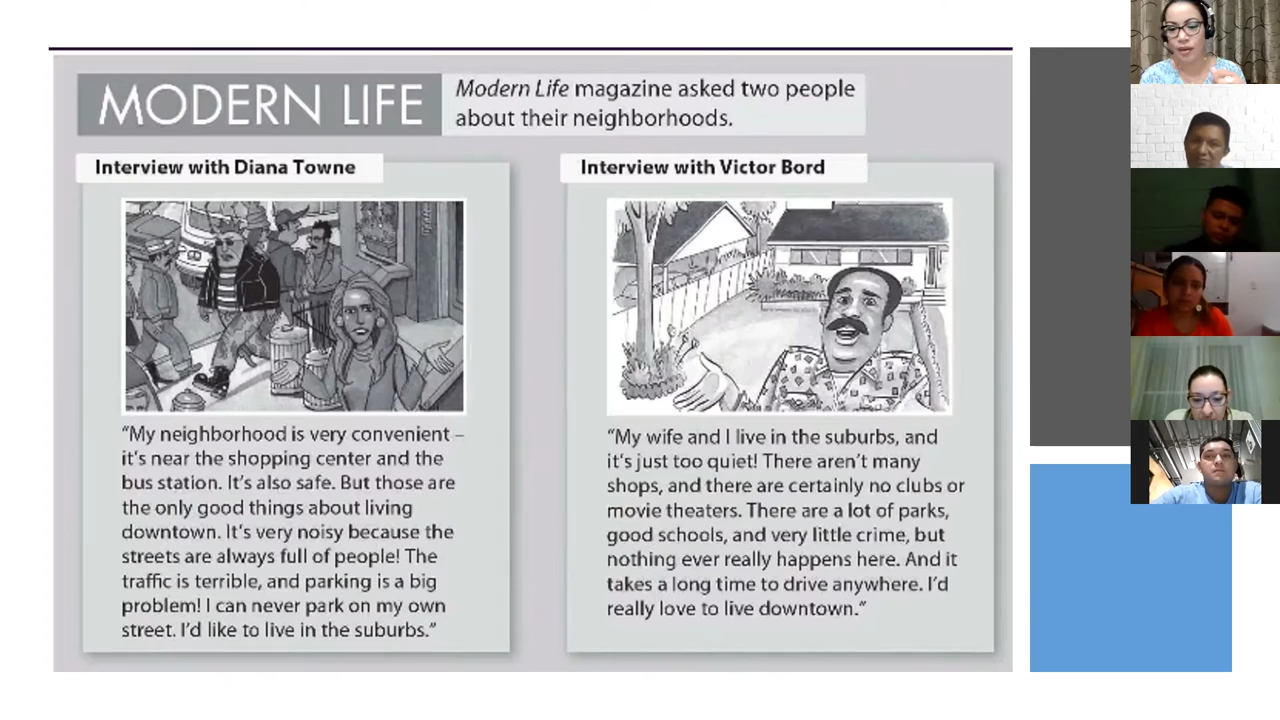 MODERN LIFE
Modern Life magazine asked two people
about their neighborhoods.
Interview with Diana Towne
"My neighborhood is very convenient –
it's near the shopping center and the
bus station. It's also safe. But those are
the only good things about living
downtown. It's very noisy because the
streets are always full of people! The
traffic is terrible, and parking is a big
problem! I can never park on my own
street. I'd like to live in the suburbs."
Interview with Victor Bord
"My wife and I live in the suburbs, and
it's just too quiet! There aren't many
shops, and there are certainly no clubs or
movie theaters. There are a lot of parks,
good schools, and very little crime, but
nothing ever really happens here. And it
takes a long time to drive anywhere. I'd
really love to live downtown."